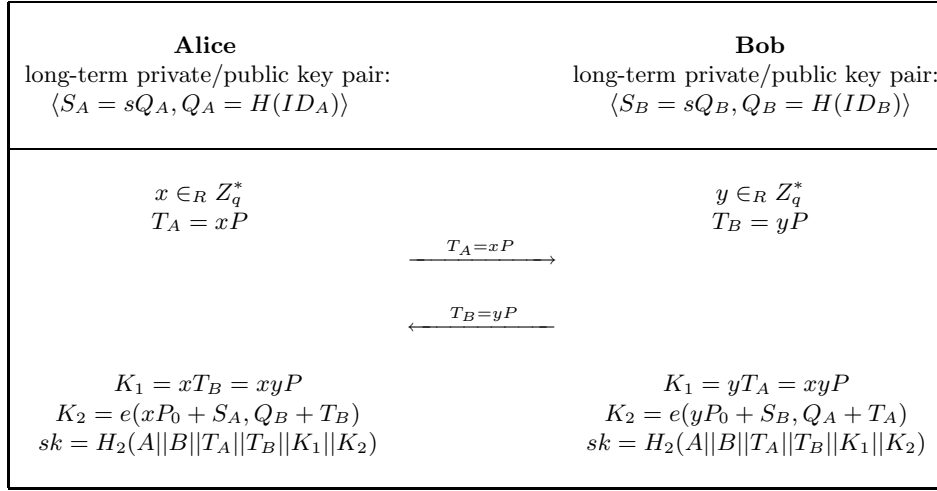 Alice
long-term private/public key pair:
⟨S_A = sQ_A, Q_A = H(ID_A)⟩
Bob
long-term private/public key pair:
⟨S_B = sQ_B, Q_B = H(ID_B)⟩
x ∈_R Z_q^*
T_A = xP
y ∈_R Z_q^*
T_B = yP
T_A=xP
T_B=yP
K_1 = xT_B = xyP
K_2 = e(xP_0 + S_A, Q_B + T_B)
sk = H_2(A||B||T_A||T_B||K_1||K_2)
K_1 = yT_A = xyP
K_2 = e(yP_0 + S_B, Q_A + T_A)
sk = H_2(A||B||T_A||T_B||K_1||K_2)